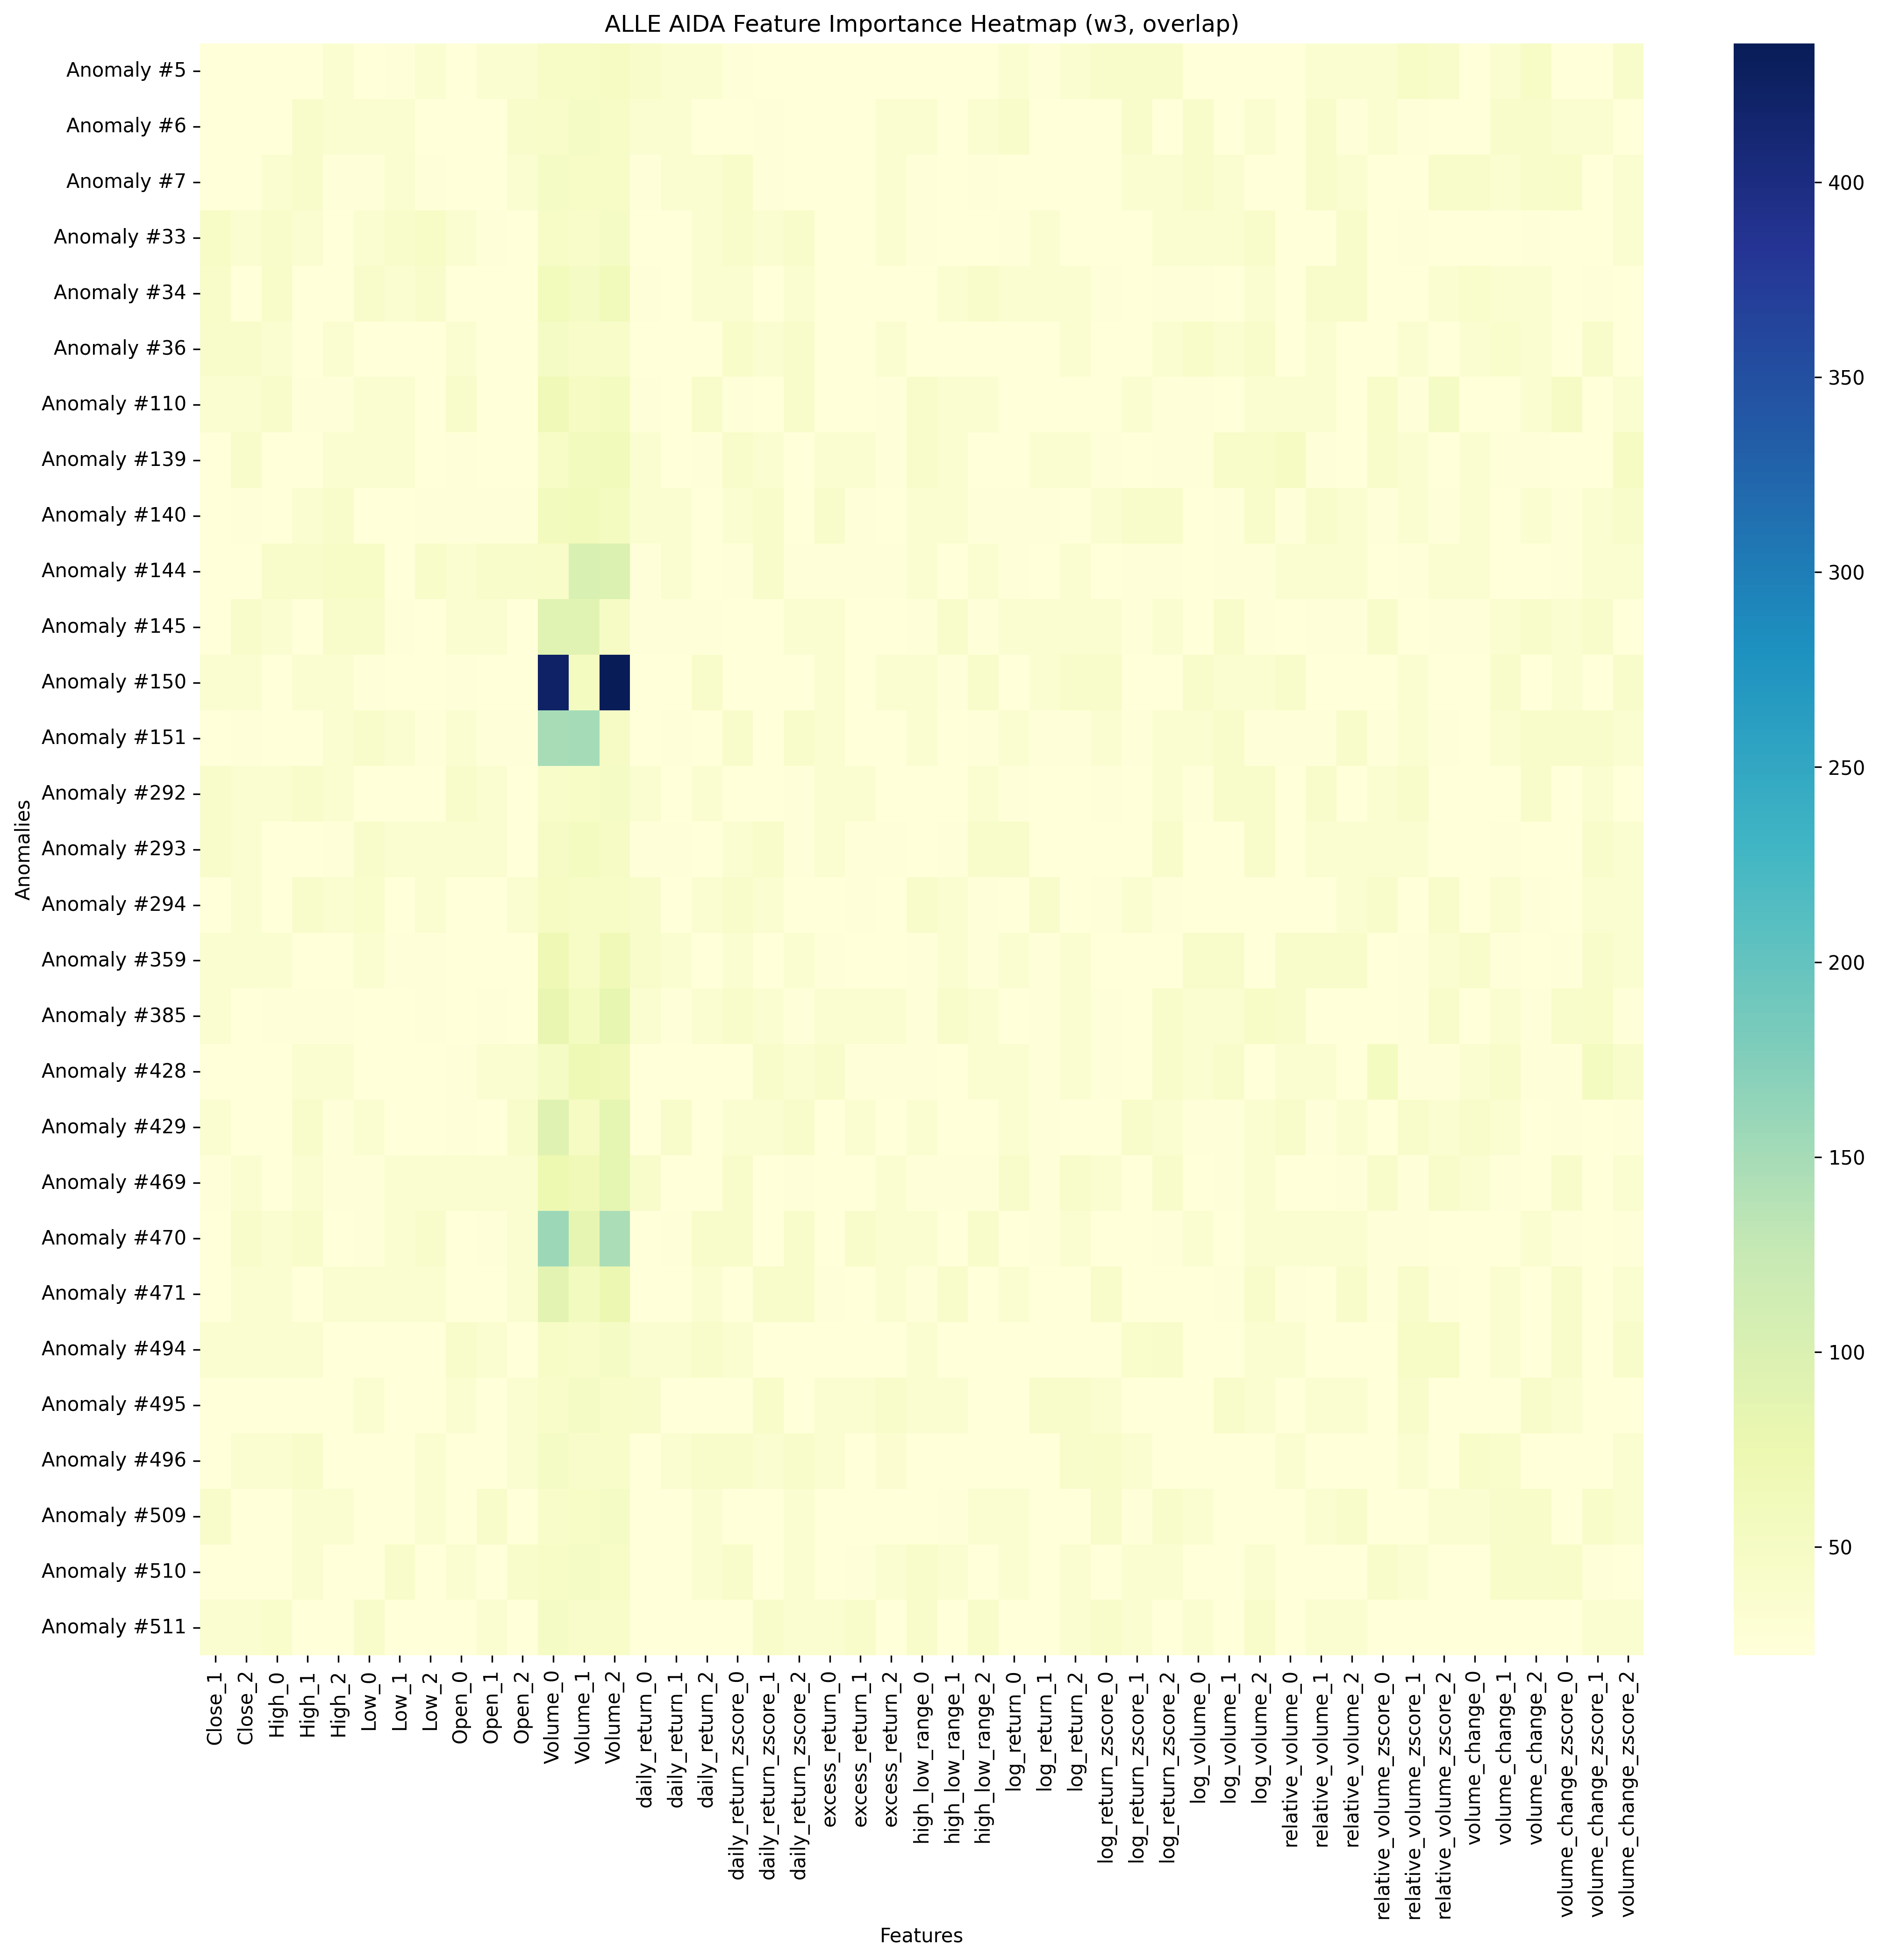 ALLE AIDA Feature Importance Heatmap (w3, overlap)
Anomalies
Anomaly #5
Anomaly #6
Anomaly #7
Anomaly #33
Anomaly #34
Anomaly #36
Anomaly #110
Anomaly #139
Anomaly #140
Anomaly #144
Anomaly #145
Anomaly #150
Anomaly #151
Anomaly #292
Anomaly #293
Anomaly #294
Anomaly #359
Anomaly #385
Anomaly #428
Anomaly #429
Anomaly #469
Anomaly #470
Anomaly #471
Anomaly #494
Anomaly #495
Anomaly #496
Anomaly #509
Anomaly #510
Anomaly #511
Close_1
Close_2
High_0
High_1
High_2
Low_0
Low_1
Low_2
Open_0
Open_1
Open_2
Volume_0
Volume_1
Volume_2
daily_return_0
daily_return_1
daily_return_2
daily_return_zscore_0
daily_return_zscore_1
daily_return_zscore_2
excess_return_0
excess_return_1
excess_return_2
high_low_range_0
high_low_range_1
high_low_range_2
log_return_0
log_return_1
log_return_2
log_return_zscore_0
log_return_zscore_1
log_return_zscore_2
log_volume_0
log_volume_1
log_volume_2
relative_volume_0
relative_volume_1
relative_volume_2
relative_volume_zscore_0
relative_volume_zscore_1
relative_volume_zscore_2
volume_change_0
volume_change_1
volume_change_2
volume_change_zscore_0
volume_change_zscore_1
volume_change_zscore_2
Features
400
350
300
250
200
150
100
50